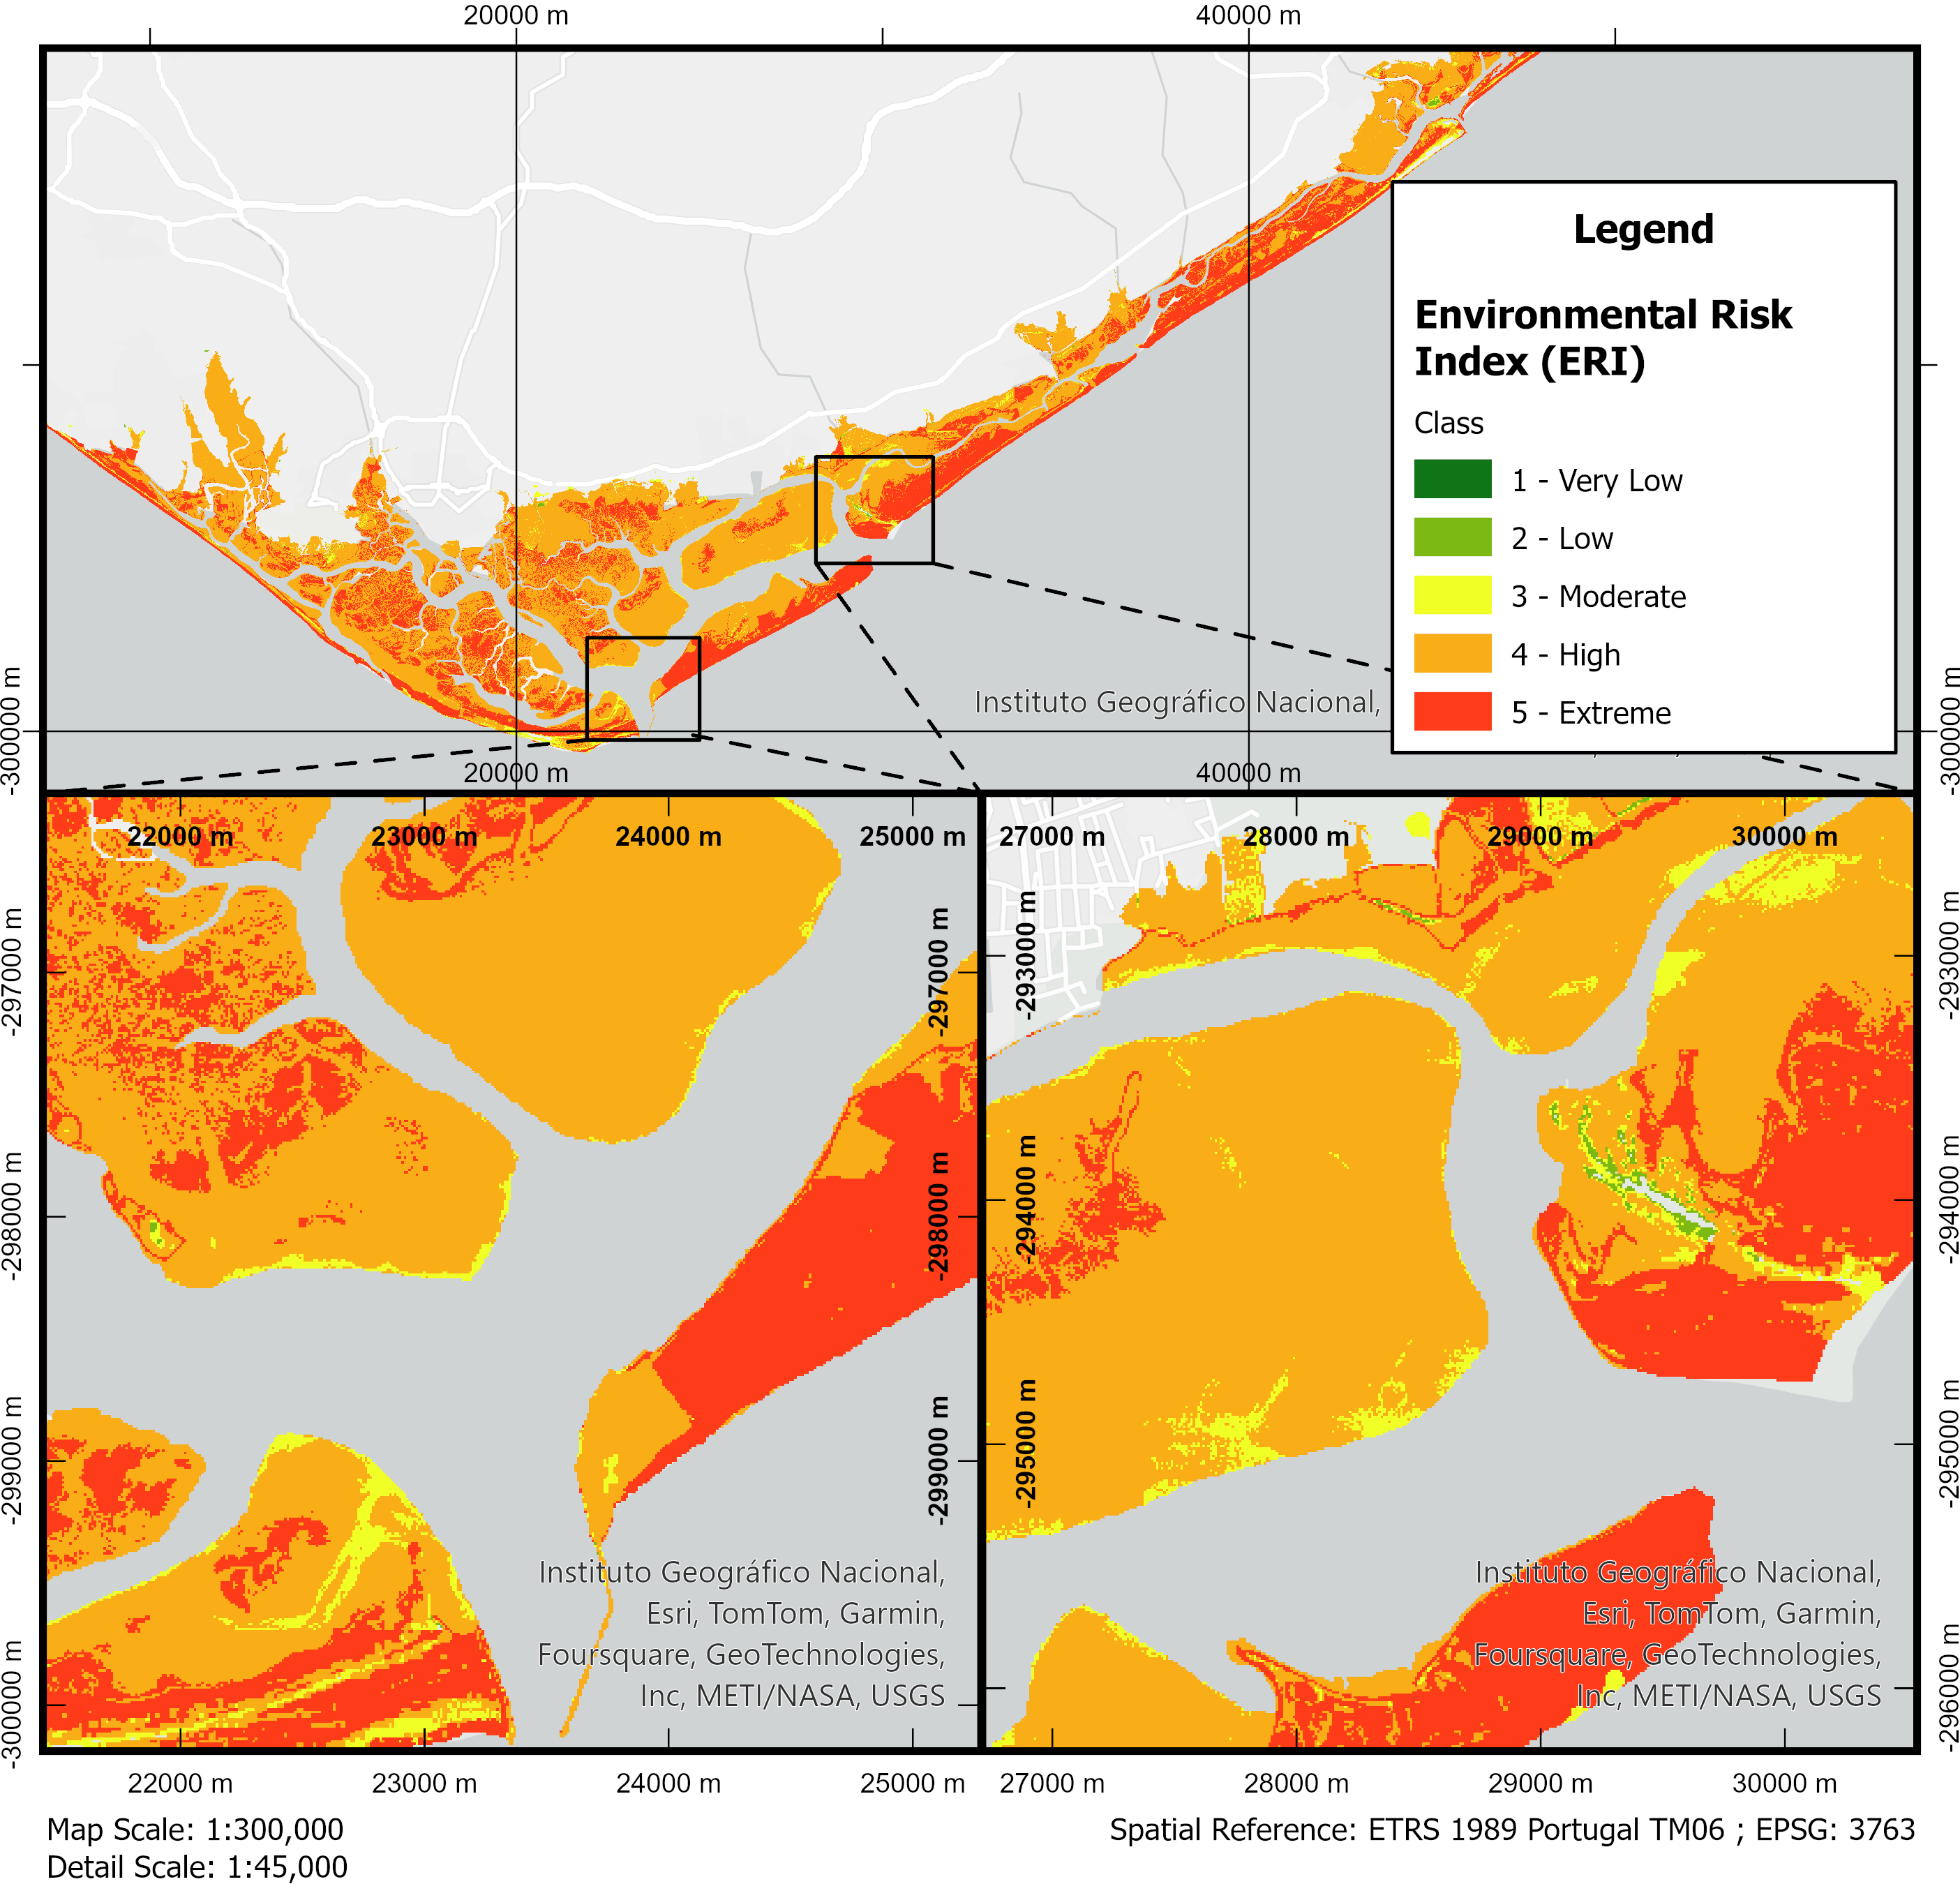 20000 m
40000 m
Legend
Environmental Risk
Index (ERI)
Class
1 - Very Low
2 - Low
3 - Moderate
4 - High
5 - Extreme
-300000 m
-300000 m
Instituto Geográfico Nacional,
20000 m
40000 m
22000 m
23000 m
24000 m
25000 m
27000 m
28000 m
29000 m
30000 m
-297000 m
-297000 m
-293000 m
-293000 m
-298000 m
-298000 m
-294000 m
-294000 m
-299000 m
-299000 m
-295000 m
-295000 m
-300000 m
-296000 m
Instituto Geográfico Nacional,
Esri, TomTom, Garmin,
Foursquare, GeoTechnologies,
Inc, METI/NASA, USGS
Instituto Geográfico Nacional,
Esri, TomTom, Garmin,
Foursquare, GeoTechnologies,
Inc, METI/NASA, USGS
22000 m
23000 m
24000 m
25000 m
27000 m
28000 m
29000 m
30000 m
Map Scale: 1:300,000
Detail Scale: 1:45,000
Spatial Reference: ETRS 1989 Portugal TM06 ; EPSG: 3763